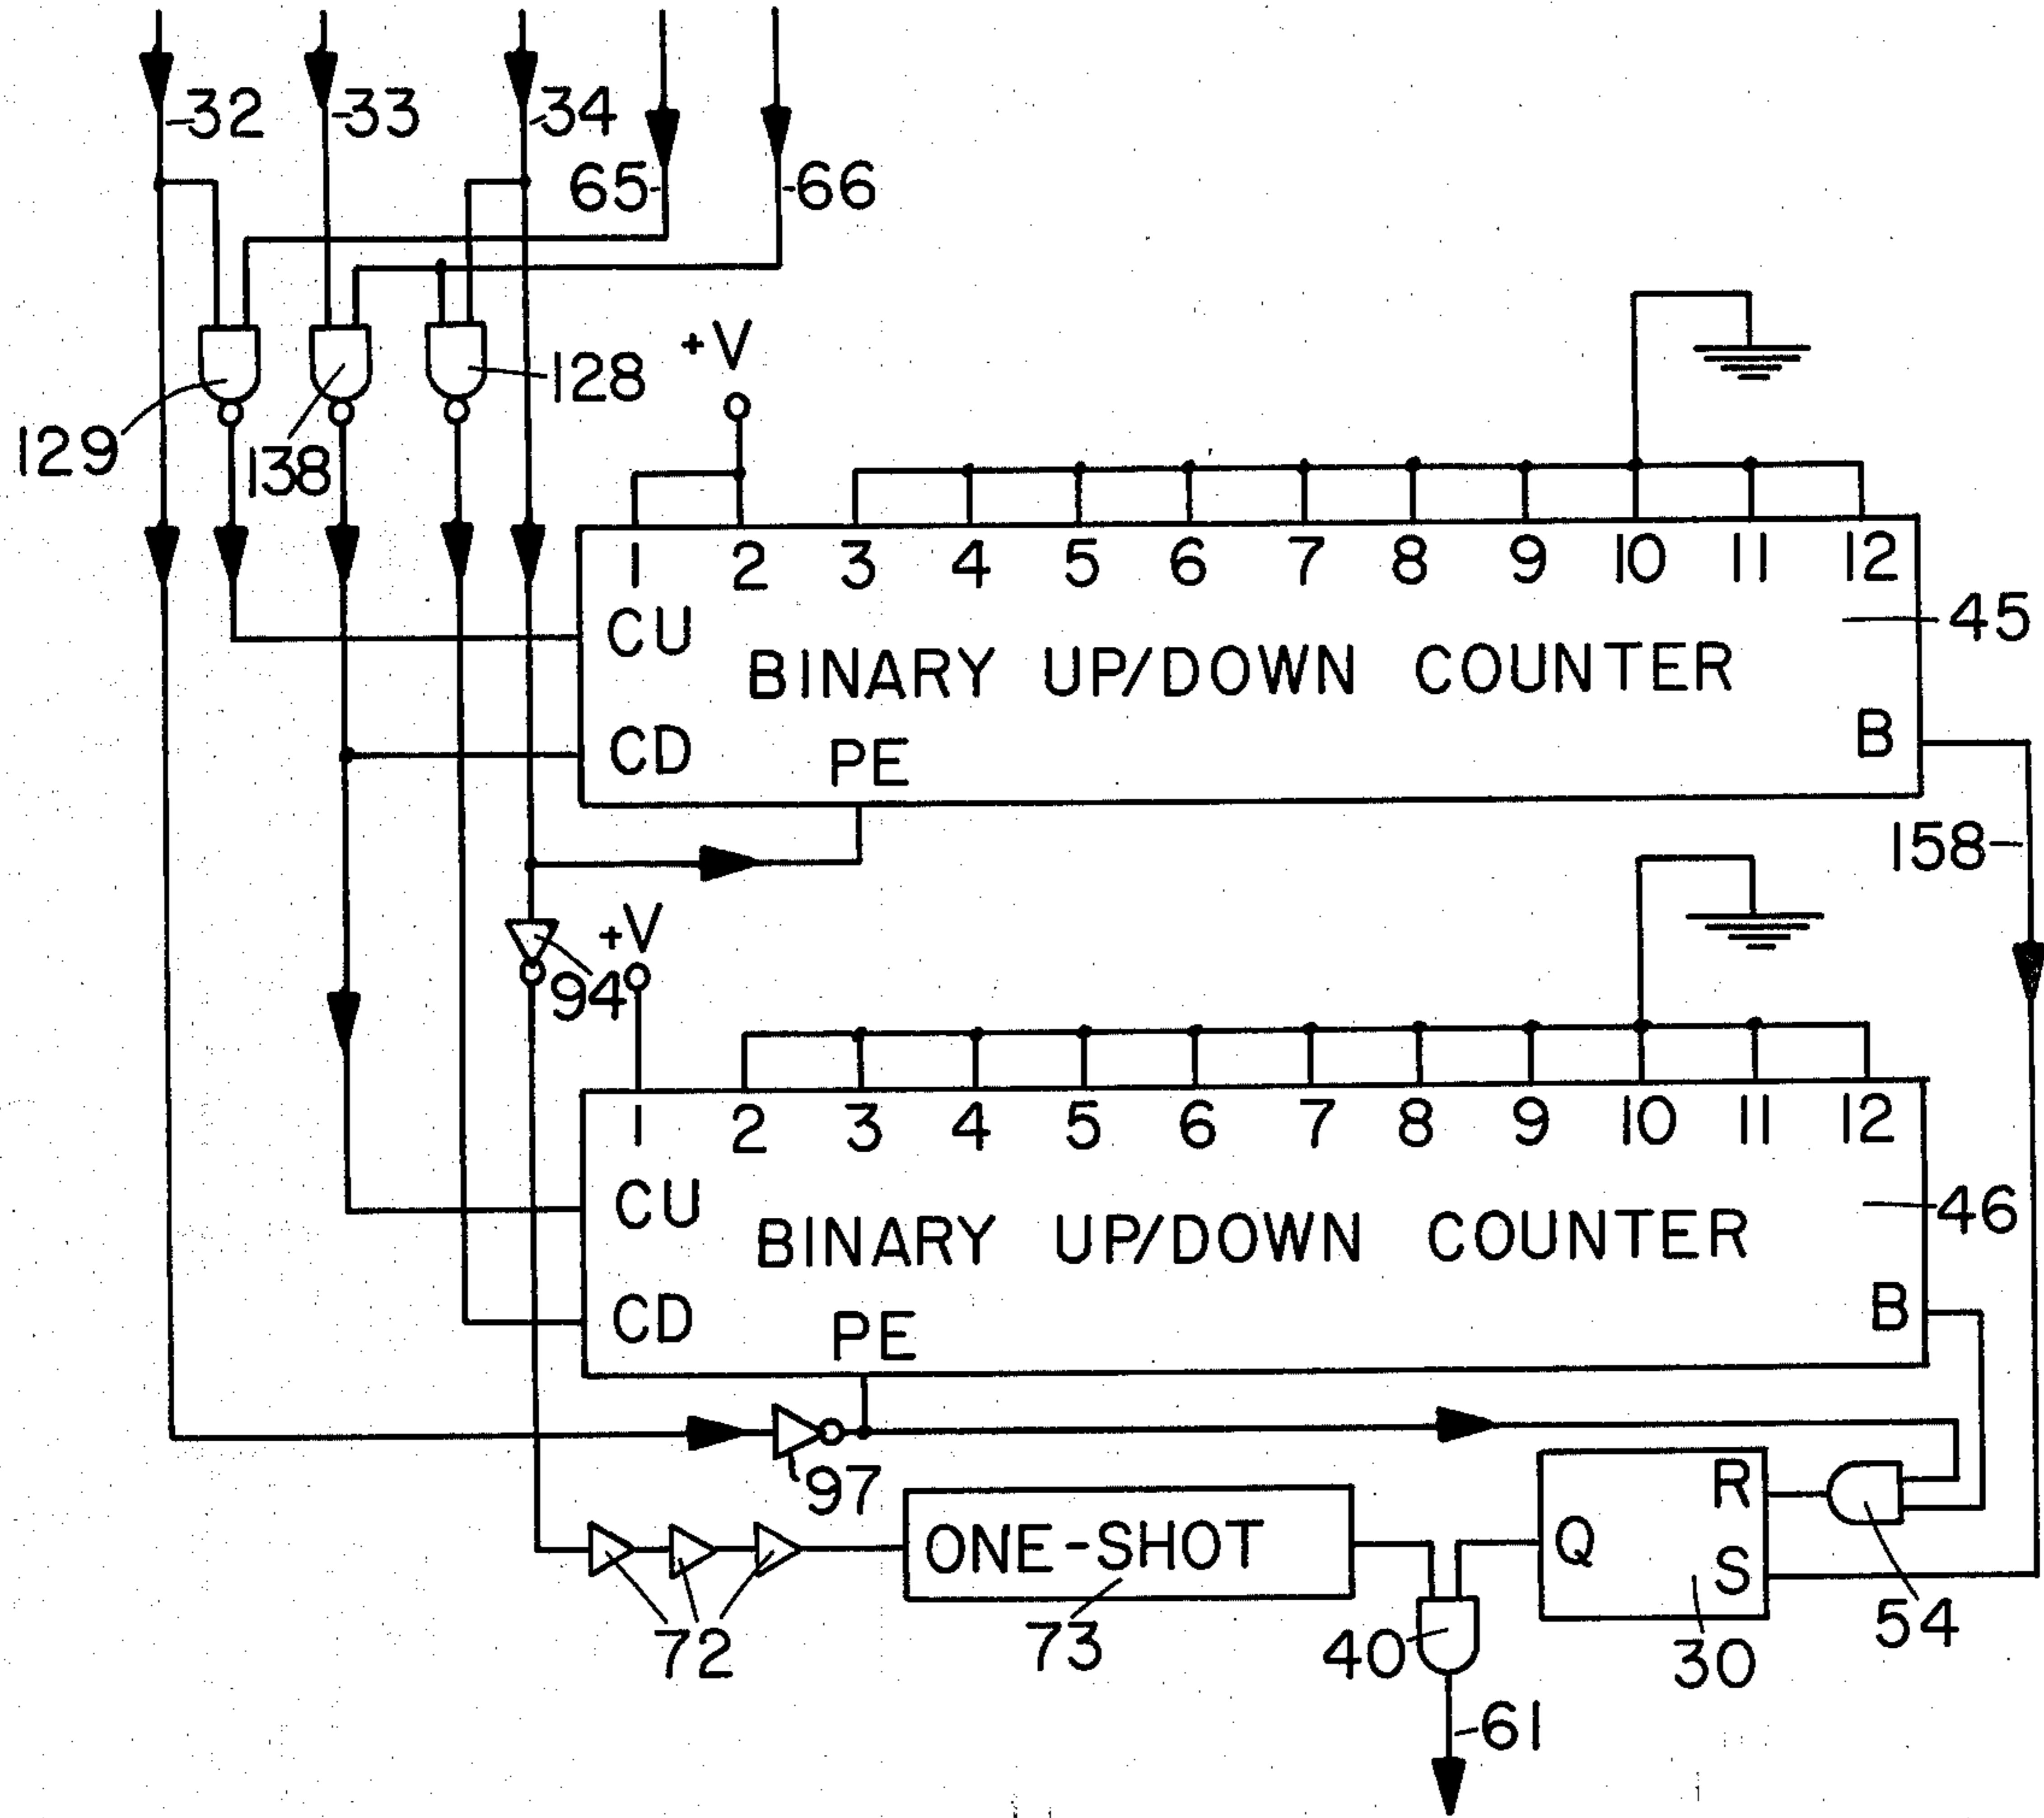 32
33
34
65
66
129
138
128
+V
1 2 3 4 5 6 7 8 9 10 11 12
CU
45
BINARY UP/DOWN COUNTER
CD
PE
B
158
94
+V
1 2 3 4 5 6 7 8 9 10 11 12
CU
46
BINARY UP/DOWN COUNTER
CD
PE
B
97
R
ONE-SHOT
Q
S
72
73
40
30
54
61